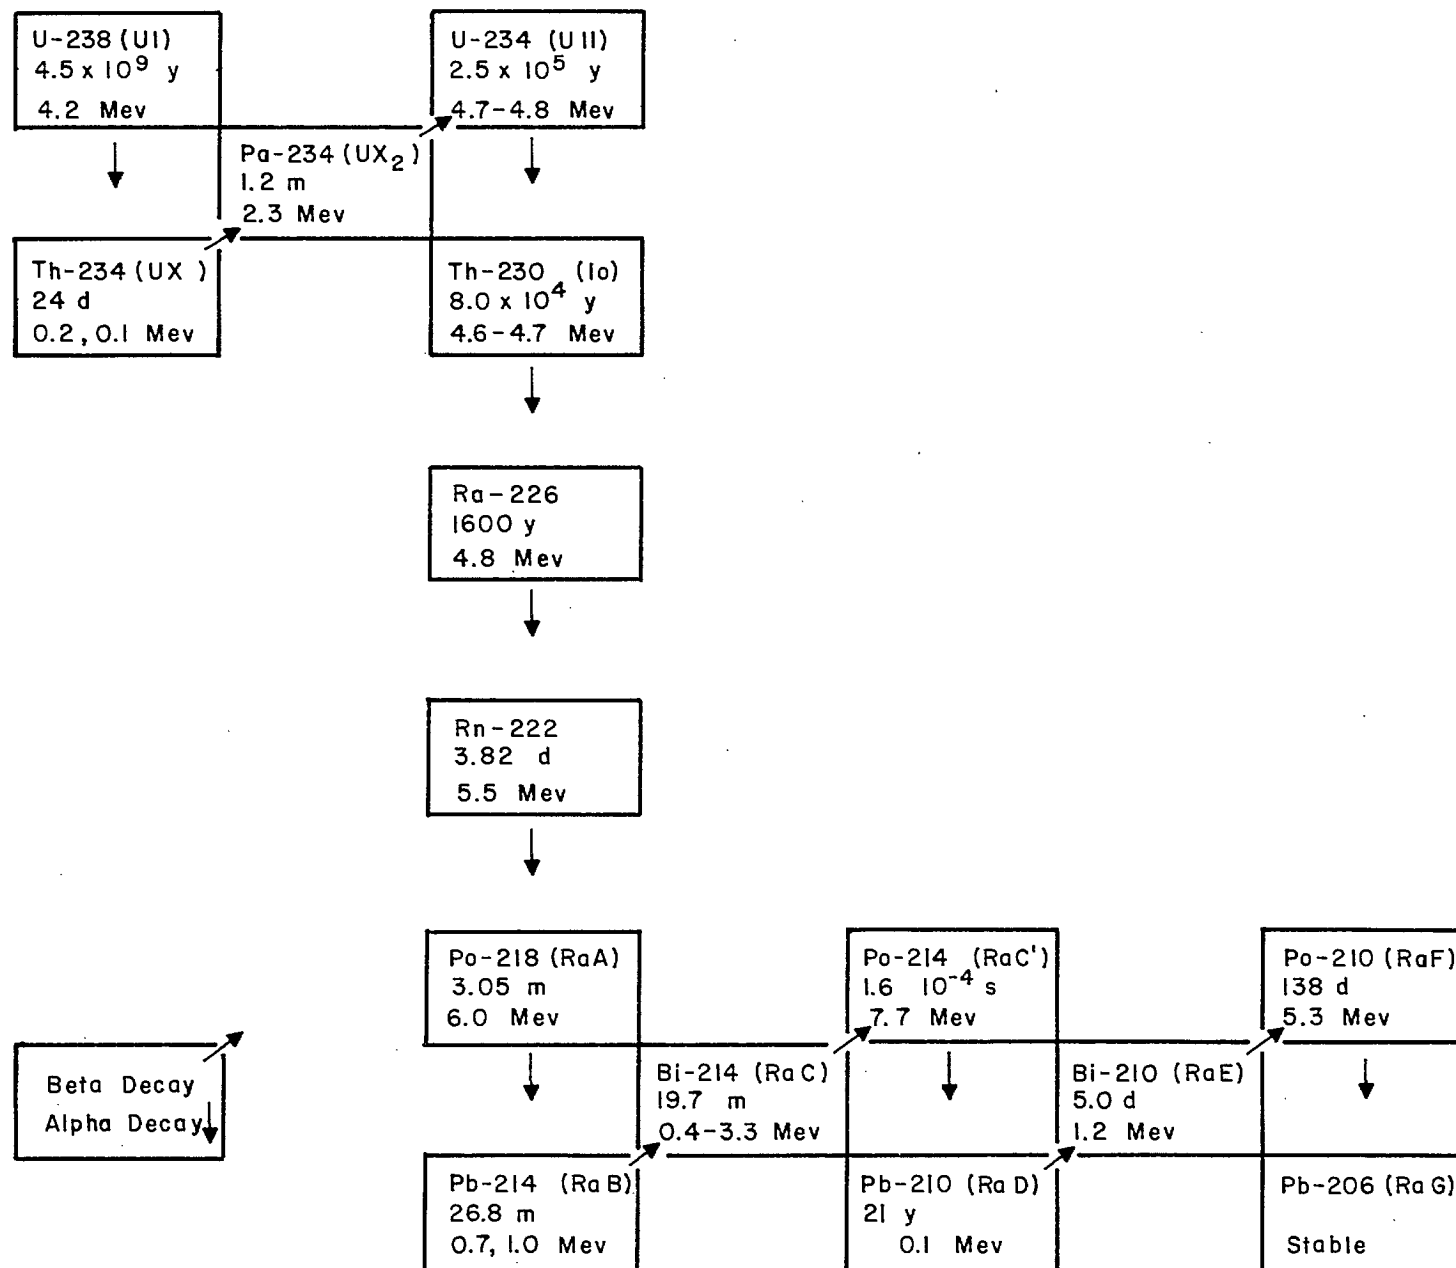 U-238 (UI)
4.5 x 10⁹ y
4.2 Mev
U-234 (UII)
2.5 x 10⁵ y
4.7-4.8 Mev
Pa-234 (UX₂)
1.2 m
2.3 Mev
Th-234 (UX )
24 d
0.2, 0.1 Mev
Th-230 (Io)
8.0 x 10⁴ y
4.6-4.7 Mev
Ra-226
1600 y
4.8 Mev
Rn-222
3.82 d
5.5 Mev
Po-218 (RaA)
3.05 m
6.0 Mev
Po-214 (RaC')
1.6 10⁻⁴ s
7.7 Mev
Po-210 (RaF)
138 d
5.3 Mev
Beta Decay
Alpha Decay
Bi-214 (RaC)
19.7 m
0.4-3.3 Mev
Bi-210 (RaE)
5.0 d
1.2 Mev
Pb-214 (RaB)
26.8 m
0.7, 1.0 Mev
Pb-210 (RaD)
21 y
0.1 Mev
Pb-206 (RaG)
Stable